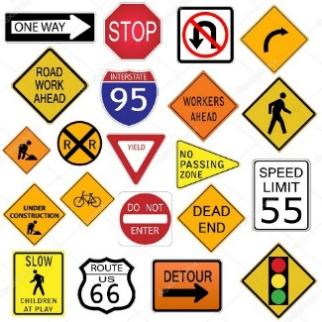 ONE WAY
STOP
ROAD
WORK
AHEAD
INTERSTATE
95
WORKERS
AHEAD
R R
YIELD
NO
PASSING
ZONE
SPEED
LIMIT
55
UNDER
CONSTRUCTION
DO NOT
ENTER
DEAD
END
SLOW
CHILDREN
AT PLAY
ROUTE
US
66
DETOUR